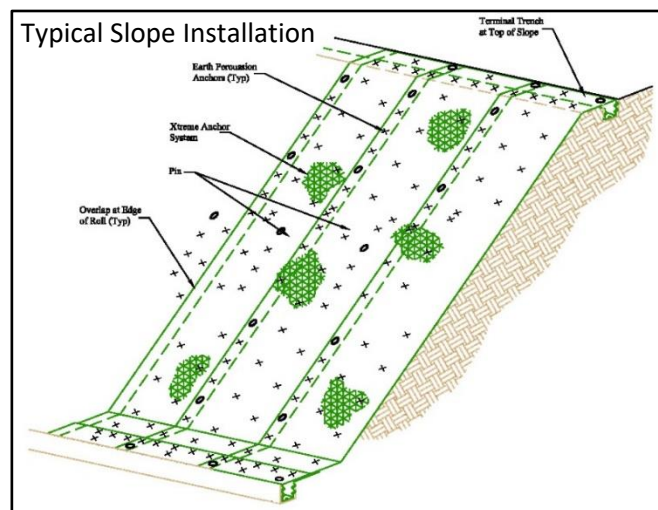 Typical Slope Installation
Terminal Trench
at Top of Slope
Earth Percussion
Anchors (Typ)
Xtreme Anchor
System
Pin
Overlap at Edge
of Roll (Typ)